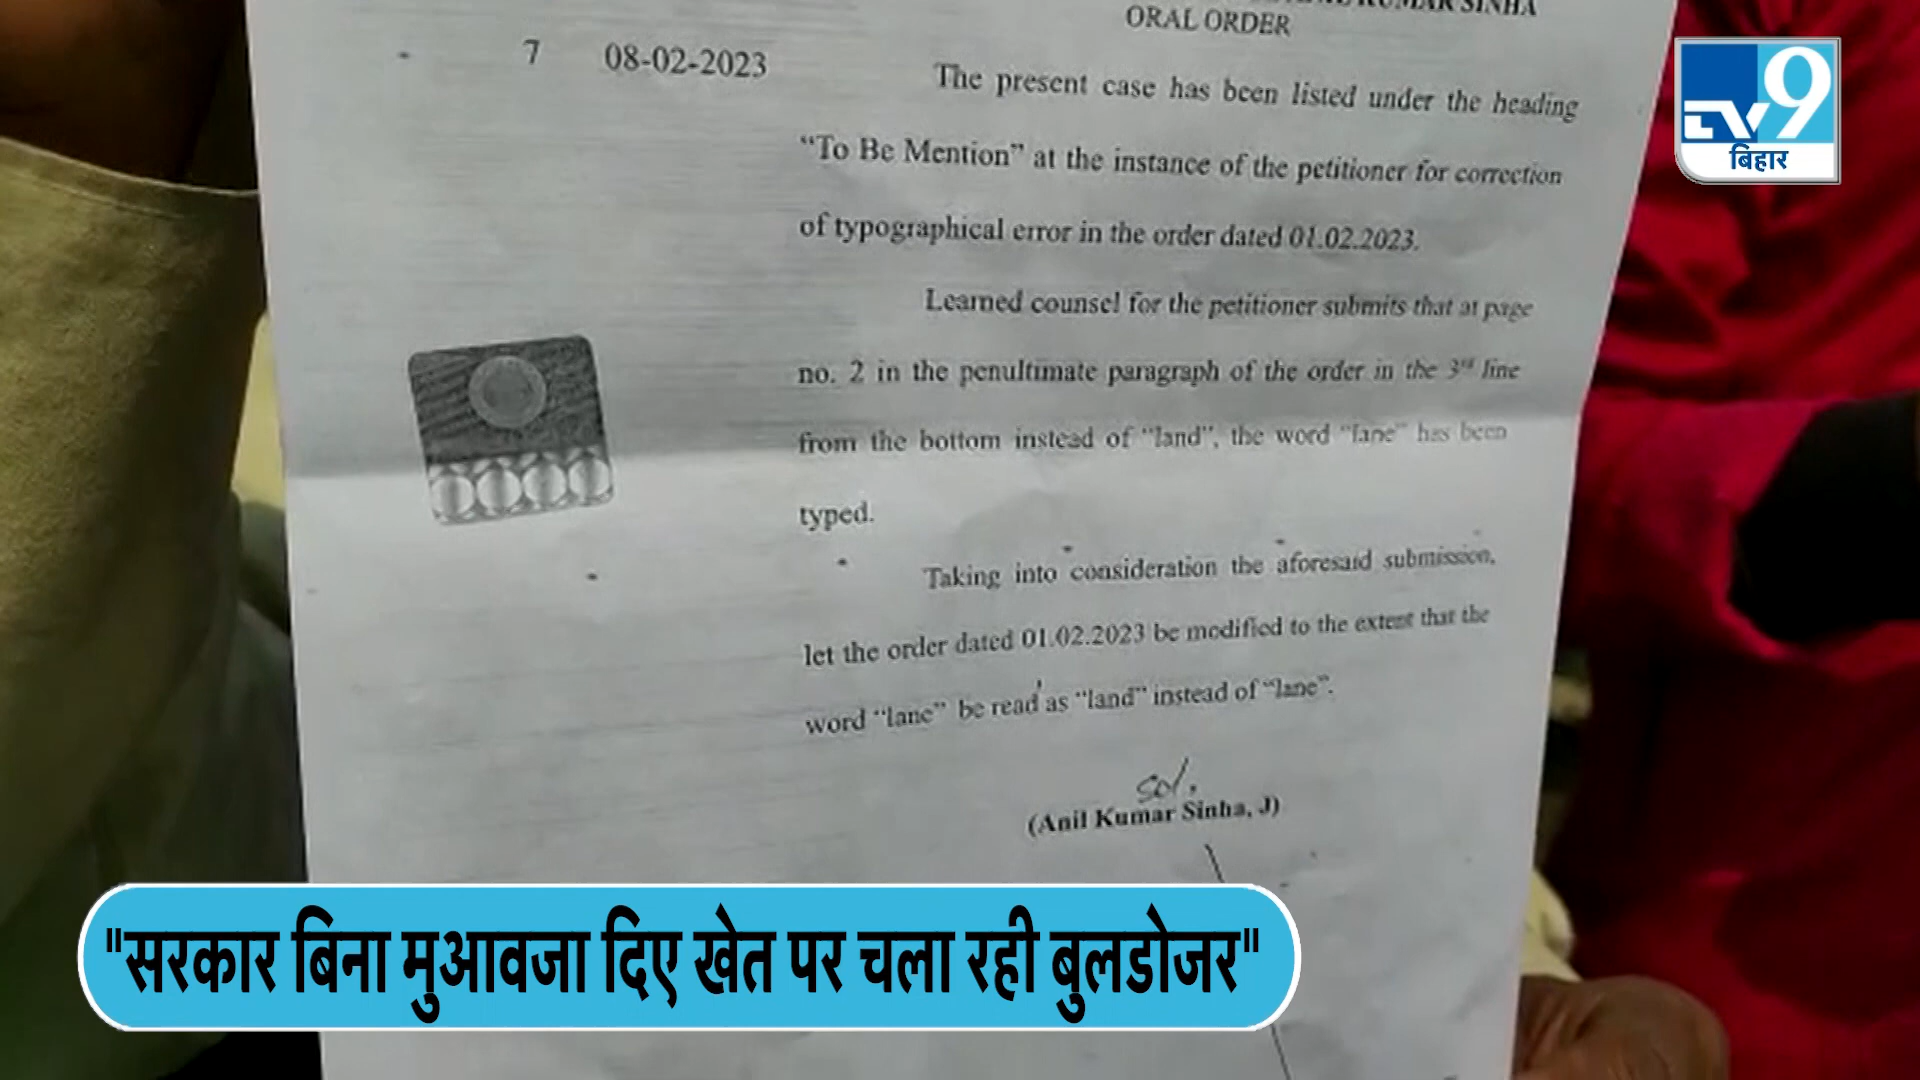 KUMAR SINHA
ORAL ORDER
7 08-02-2023
The present case has been listed under the heading
“To Be Mention” at the instance of the petitioner for correction
of typographical error in the order dated 01.02.2023.
Learned counsel for the petitioner submits that at page
no. 2 in the penultimate paragraph of the order in the 3rd line
from the bottom instead of “land”, the word “lane” has been
typed.
Taking into consideration the aforesaid submission,
let the order dated 01.02.2023 be modified to the extent that the
word “lane” be read as “land” instead of “lane”.
Sd/.
(Anil Kumar Sinha, J)
TV9
बिहार
"सरकार बिना मुआवजा दिए खेत पर चला रही बुलडोजर"